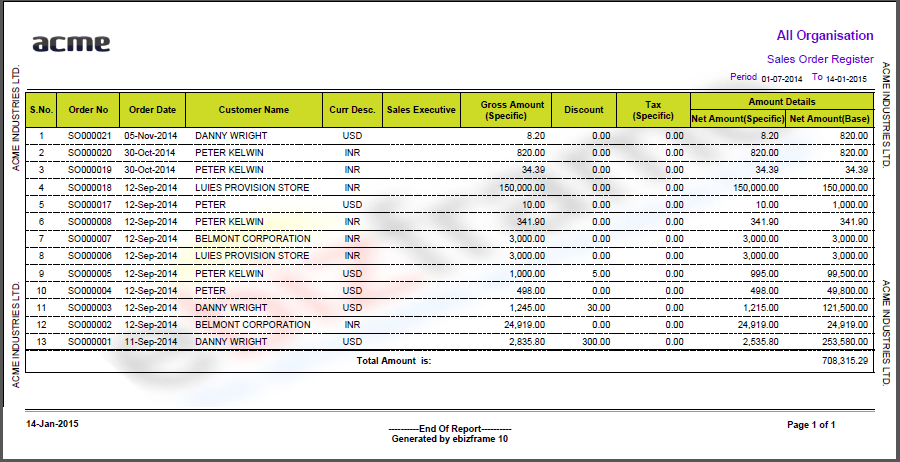 acme
All Organisation
Sales Order Register
Period 01-07-2014 To 14-01-2015
ACME INDUSTRIES LTD.
ACME INDUSTRIES LTD.
S.No. Order No Order Date Customer Name Curr Desc. Sales Executive Gross Amount (Specific) Discount Tax (Specific) Amount Details
Net Amount(Specific) Net Amount(Base)
1 SO000021 05-Nov-2014 DANNY WRIGHT USD 8.20 0.00 0.00 8.20 820.00
2 SO000020 30-Oct-2014 PETER KELWIN INR 820.00 0.00 0.00 820.00 820.00
3 SO000019 30-Oct-2014 PETER KELWIN INR 34.39 0.00 0.00 34.39 34.39
4 SO000018 12-Sep-2014 LUIES PROVISION STORE INR 150,000.00 0.00 0.00 150,000.00 150,000.00
5 SO000017 12-Sep-2014 PETER USD 10.00 0.00 0.00 10.00 1,000.00
6 SO000008 12-Sep-2014 PETER KELWIN INR 341.90 0.00 0.00 341.90 341.90
7 SO000007 12-Sep-2014 BELMONT CORPORATION INR 3,000.00 0.00 0.00 3,000.00 3,000.00
8 SO000006 12-Sep-2014 LUIES PROVISION STORE INR 3,000.00 0.00 0.00 3,000.00 3,000.00
9 SO000005 12-Sep-2014 PETER KELWIN USD 1,000.00 5.00 0.00 995.00 99,500.00
10 SO000004 12-Sep-2014 PETER USD 498.00 0.00 0.00 498.00 49,800.00
11 SO000003 12-Sep-2014 DANNY WRIGHT USD 1,245.00 30.00 0.00 1,215.00 121,500.00
12 SO000002 12-Sep-2014 BELMONT CORPORATION INR 24,919.00 0.00 0.00 24,919.00 24,919.00
13 SO000001 11-Sep-2014 DANNY WRIGHT USD 2,835.80 300.00 0.00 2,535.80 253,580.00
Total Amount is: 708,315.29
ACME INDUSTRIES LTD.
ACME INDUSTRIES LTD.
14-Jan-2015
----------End Of Report----------
Generated by ebizframe 10
Page 1 of 1
ebizframe